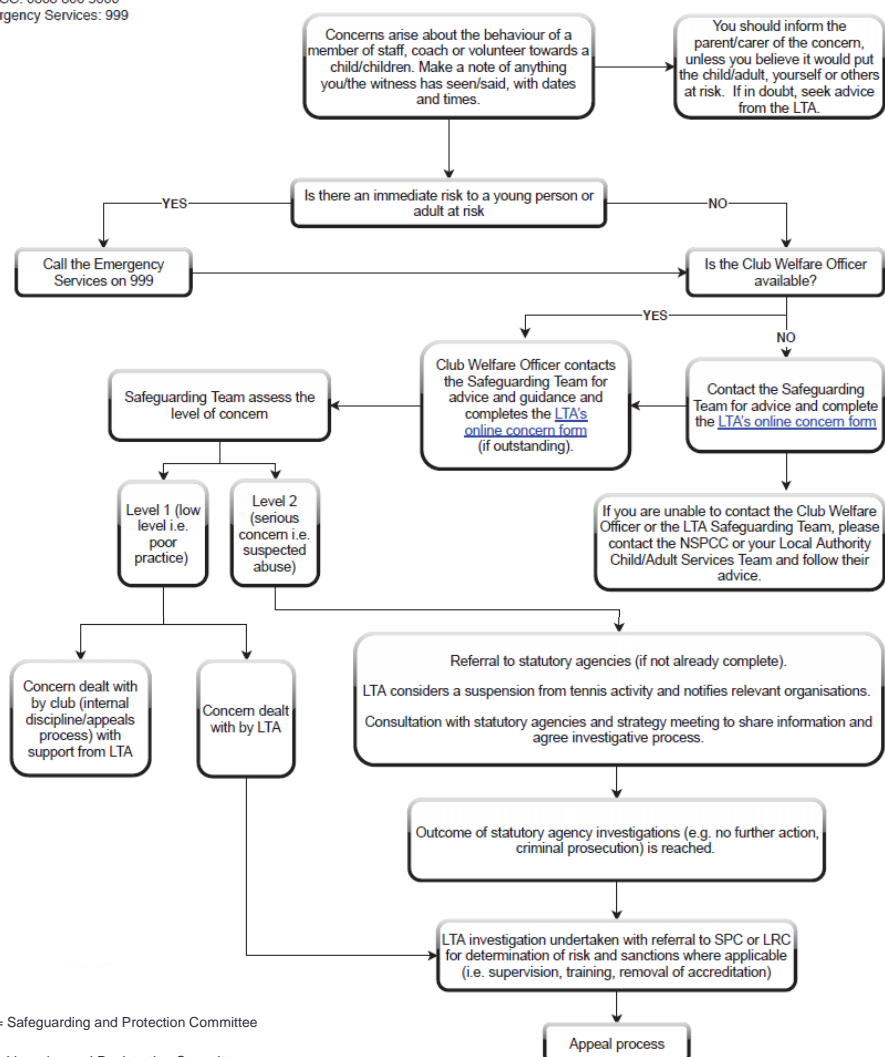 Emergency Services: 999
Concerns arise about the behaviour of a
member of staff, coach or volunteer towards a
child/children. Make a note of anything
you/the witness has seen/said, with dates
and times.
You should inform the
parent/carer of the concern,
unless you believe it would put
the child/adult, yourself or others
at risk. If in doubt, seek advice
from the LTA.
Is there an immediate risk to a young person or
adult at risk
YES
NO
Call the Emergency
Services on 999
Is the Club Welfare Officer
available?
YES
NO
Club Welfare Officer contacts
the Safeguarding Team for
advice and guidance and
completes the LTA's
online concern form
(if outstanding).
Contact the Safeguarding
Team for advice and complete
the LTA's online concern form
Safeguarding Team assess the
level of concern
Level 1 (low
level i.e.
poor
practice)
Level 2
(serious
concern i.e.
suspected
abuse)
If you are unable to contact the Club Welfare
Officer or the LTA Safeguarding Team, please
contact the NSPCC or your Local Authority
Child/Adult Services Team and follow their
advice.
Concern dealt with
by club (internal
discipline/appeals
process) with
support from LTA
Concern dealt
with by LTA
Referral to statutory agencies (if not already complete).
LTA considers a suspension from tennis activity and notifies relevant organisations.
Consultation with statutory agencies and strategy meeting to share information and
agree investigative process.
Outcome of statutory agency investigations (e.g. no further action,
criminal prosecution) is reached.
LTA investigation undertaken with referral to SPC or LRC
for determination of risk and sanctions where applicable
(i.e. supervision, training, removal of accreditation)
Appeal process
= Safeguarding and Protection Committee